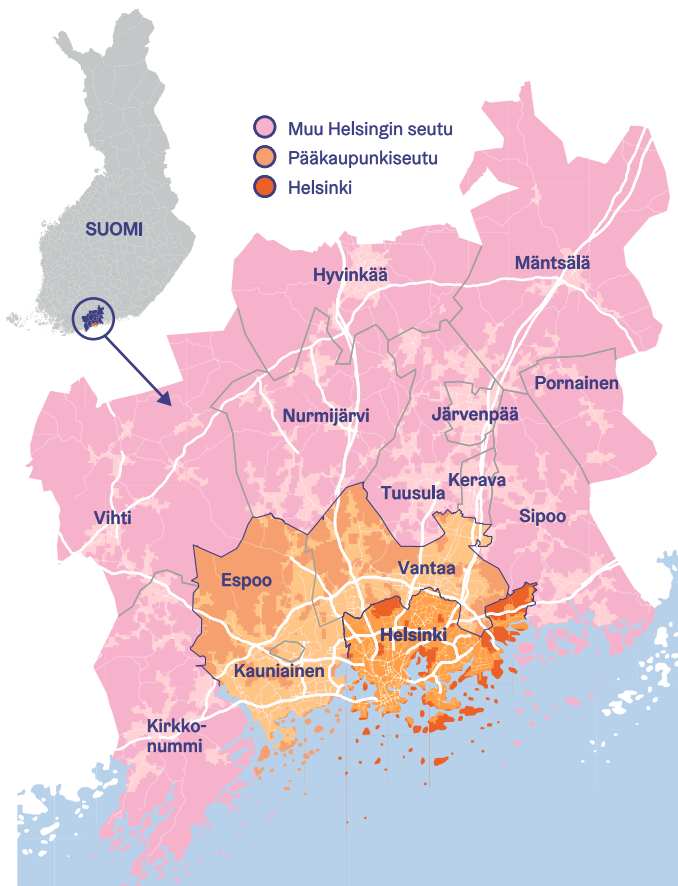 Muu Helsingin seutu
Pääkaupunkiseutu
Helsinki
SUOMI
Hyvinkää
Mäntsälä
Pornainen
Nurmijärvi
Järvenpää
Kerava
Tuusula
Vihti
Sipoo
Vantaa
Espoo
Helsinki
Kauniainen
Kirkko-
nummi